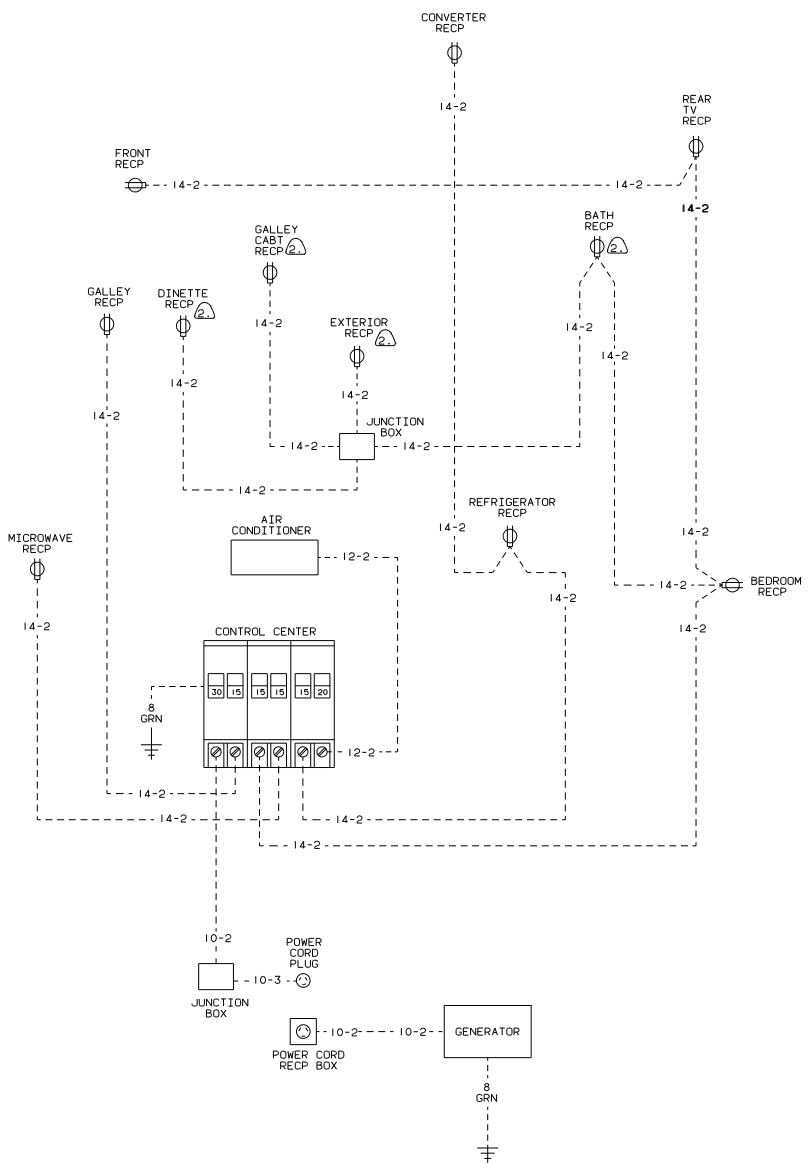 CONVERTER
RECP
14-2
REAR
TV
RECP
FRONT
RECP
14-2
14-2
14-2
GALLEY
CABT
RECP 2.
BATH
RECP
2.
GALLEY
RECP
DINETTE
RECP
2.
EXTERIOR
RECP 2.
14-2
14-2
14-2
14-2
14-2
14-2
JUNCTION
BOX
14-2
14-2
14-2
REFRIGERATOR
RECP
AIR
CONDITIONER
14-2
14-2
MICROWAVE
RECP
12-2
14-2
BEDROOM
RECP
14-2
14-2
14-2
CONTROL CENTER
30 15 15 15 15 20
8
GRN
12-2
14-2
14-2
14-2
14-2
10-2
POWER
CORD
PLUG
10-3
JUNCTION
BOX
10-2
10-2
GENERATOR
POWER CORD
RECP BOX
8
GRN